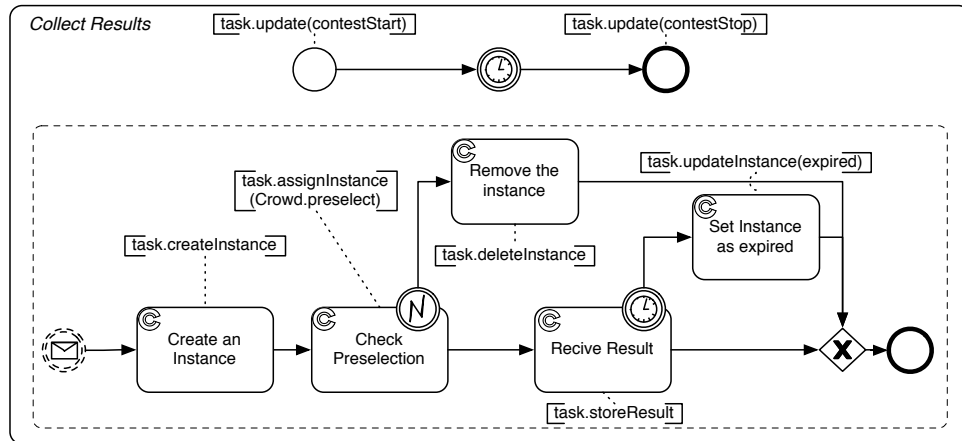 Collect Results
task.update(contestStart)
task.update(contestStop)
task.assignInstance
(Crowd.preselect)
Remove the
instance
task.updateInstance(expired)
task.createInstance
task.deleteInstance
Set Instance
as expired
Create an
Instance
Check
Preselection
Recive Result
task.storeResult